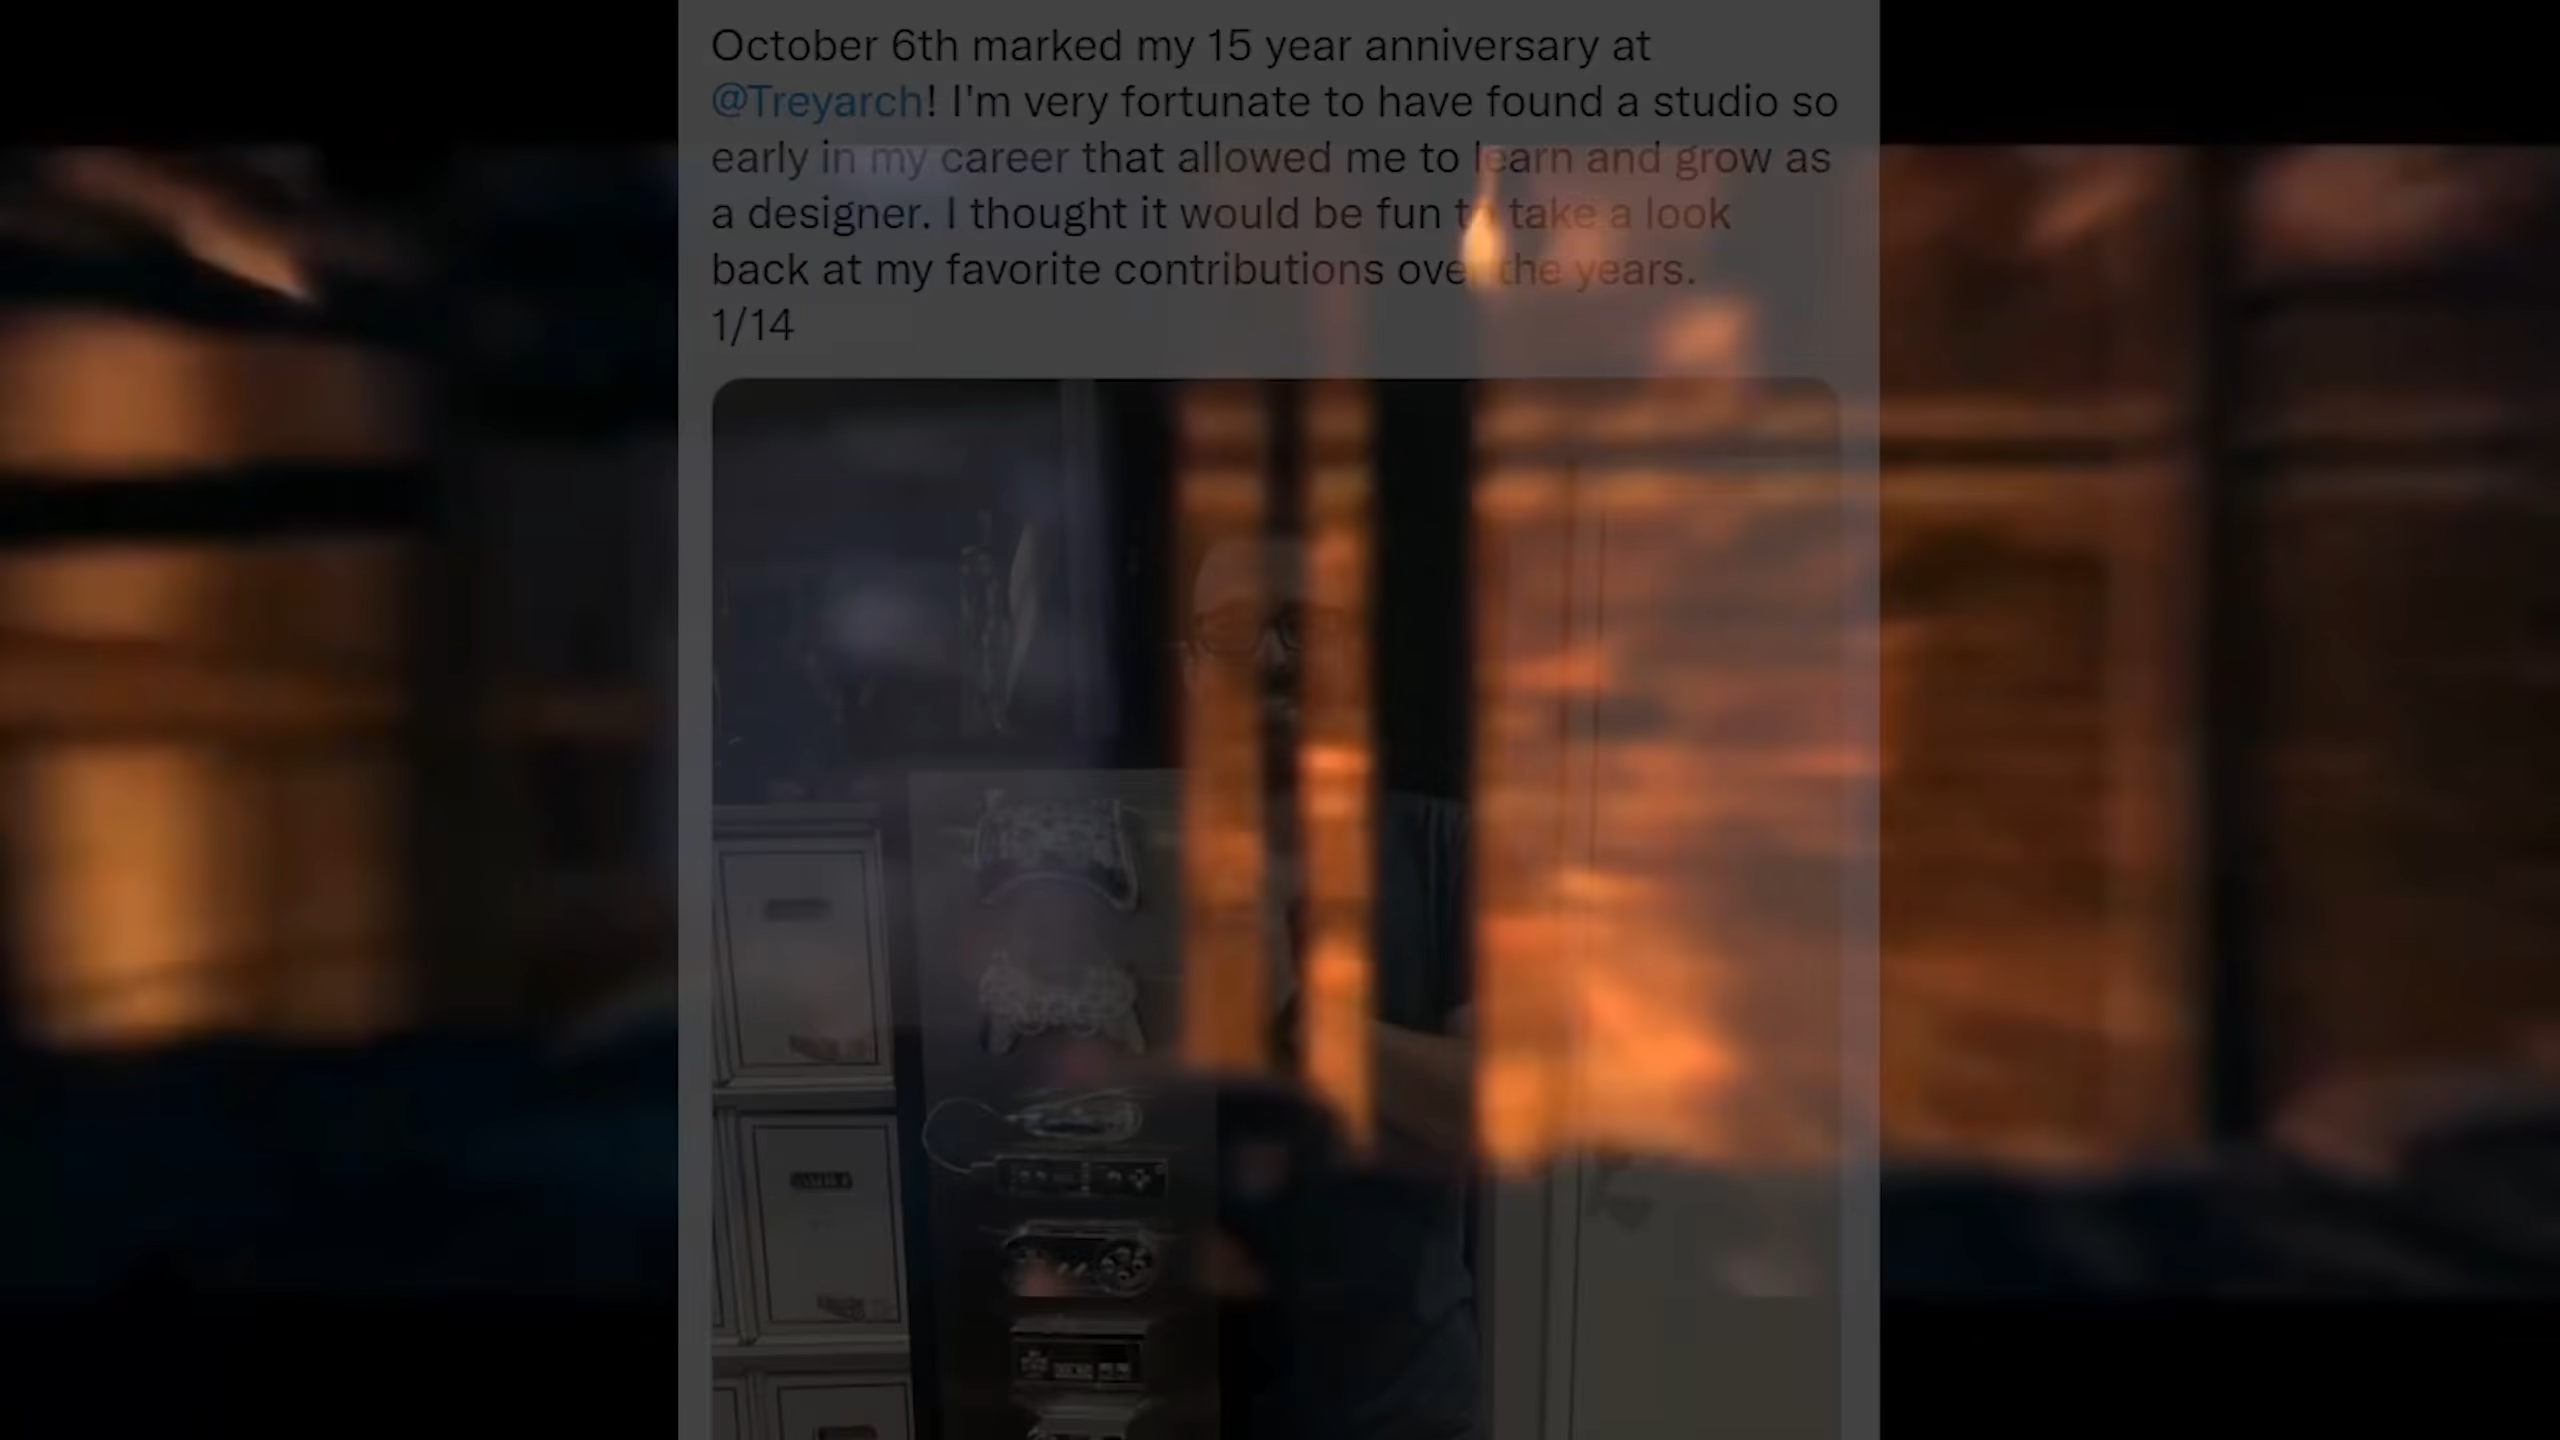 October 6th marked my 15 year anniversary at
@Treyarch! I'm very fortunate to have found a studio so
early in my career that allowed me to learn and grow as
a designer. I thought it would be fun to take a look
back at my favorite contributions over the years.
1/14